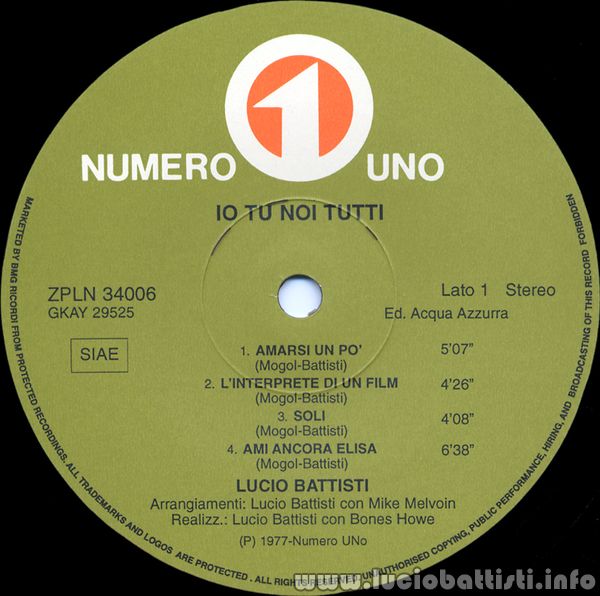 NUMERO 1 UNO
IO TU NOI TUTTI
ZPLN 34006
GKAY 29525
SIAE
Lato 1 Stereo
Ed. Acqua Azzurra
1. AMARSI UN PO' 5'07"
(Mogol-Battisti)
2. L'INTERPRETE DI UN FILM 4'26"
(Mogol-Battisti)
3. SOLI 4'08"
(Mogol-Battisti)
4. AMI ANCORA ELISA 6'38"
(Mogol-Battisti)
LUCIO BATTISTI
Arrangiamenti: Lucio Battisti con Mike Melvoin
Realizz.: Lucio Battisti con Bones Howe
(P) 1977-Numero UNo
MARKETED BY BMG RICORDI FROM PROTECTED RECORDINGS. ALL TRADEMARKS AND LOGOS ARE PROTECTED . ALL RIGHTS RESERVED. UNAUTHORISED COPYING, PUBLIC PERFORMANCE, HIRING, AND BROADCASTING OF THIS RECORD FORBIDDEN
www.luciobattisti.info